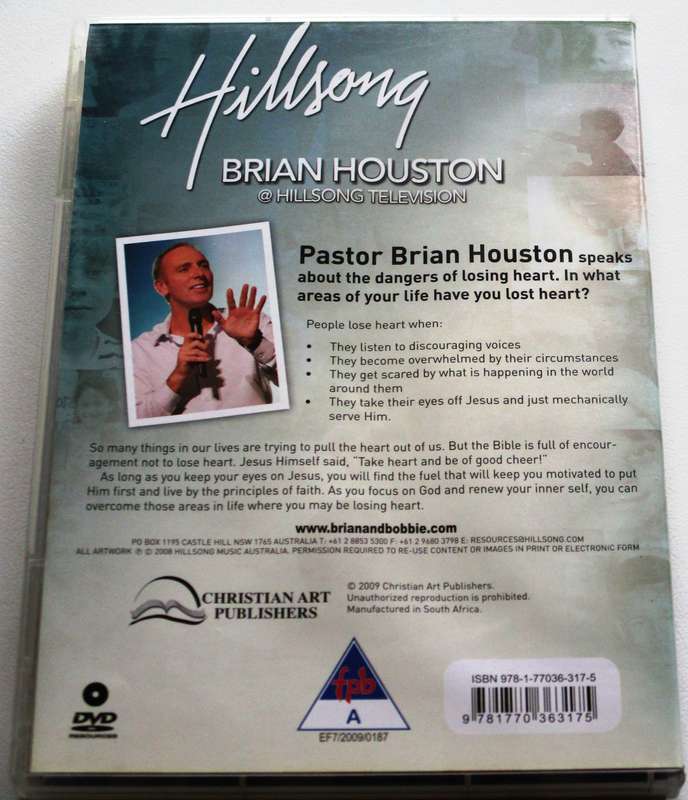 Hillsong
BRIAN HOUSTON
@ HILLSONG TELEVISION
Pastor Brian Houston speaks
about the dangers of losing heart. In what
areas of your life have you lost heart?
People lose heart when:
• They listen to discouraging voices
• They become overwhelmed by their circumstances
• They get scared by what is happening in the world
around them
• They take their eyes off Jesus and just mechanically
serve Him.
So many things in our lives are trying to pull the heart out of us. But the Bible is full of encour-
agement not to lose heart. Jesus Himself said, "Take heart and be of good cheer!"
As long as you keep your eyes on Jesus, you will find the fuel that will keep you motivated to put
Him first and live by the principles of faith. As you focus on God and renew your inner self, you can
overcome those areas in life where you may be losing heart.
www.brianandbobbie.com
PO BOX 1195 CASTLE HILL NSW 1765 AUSTRALIA T: +61 2 8853 5300 F: +61 2 9680 3798 E: RESOURCES@HILLSONG.COM
ALL ARTWORK ℗ © 2008 HILLSONG MUSIC AUSTRALIA. PERMISSION REQUIRED TO RE-USE CONTENT OR IMAGES IN PRINT OR ELECTRONIC FORM
CHRISTIAN ART
PUBLISHERS
© 2009 Christian Art Publishers.
Unauthorized reproduction is prohibited.
Manufactured in South Africa.
DVD
RESOURCES
fpb
A
EF7/2009/0187
ISBN 978-1-77036-317-5
9 781770 363175